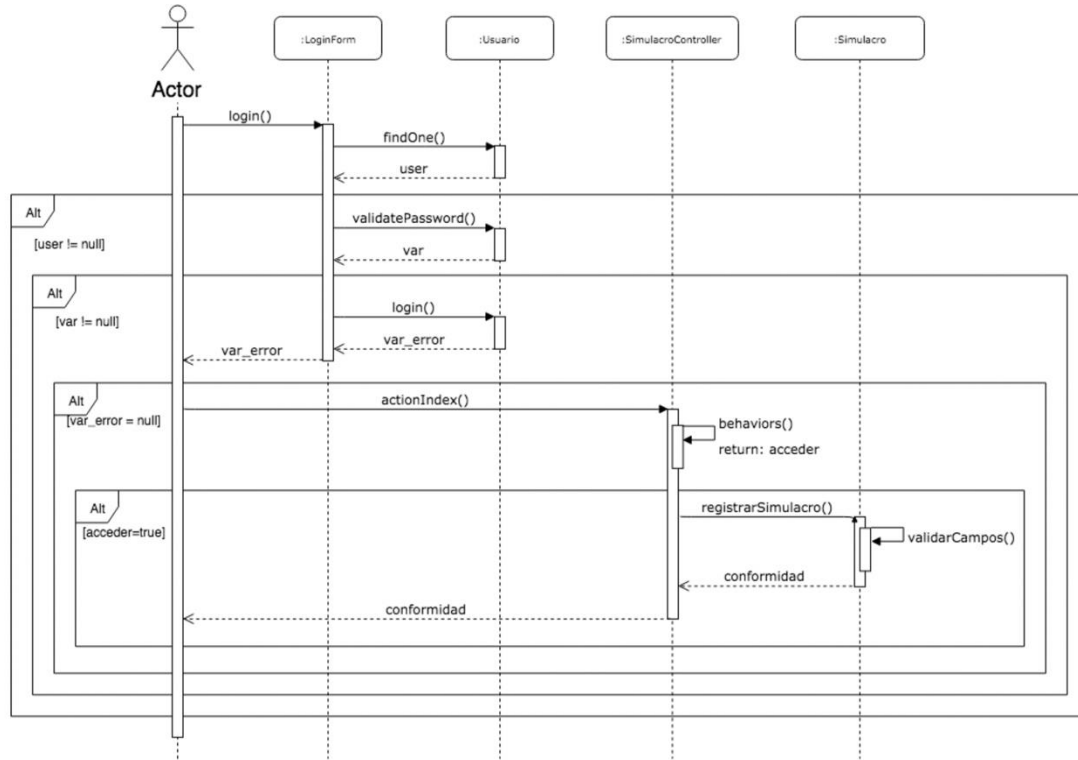 :LoginForm
:Usuario
:SimulacroController
:Simulacro
Actor
login()
findOne()
user
Alt
[user != null]
validatePassword()
var
Alt
[var != null]
login()
var_error
var_error
Alt
[var_error = null]
actionIndex()
behaviors()
return: acceder
Alt
[acceder=true]
registrarSimulacro()
validarCampos()
conformidad
conformidad